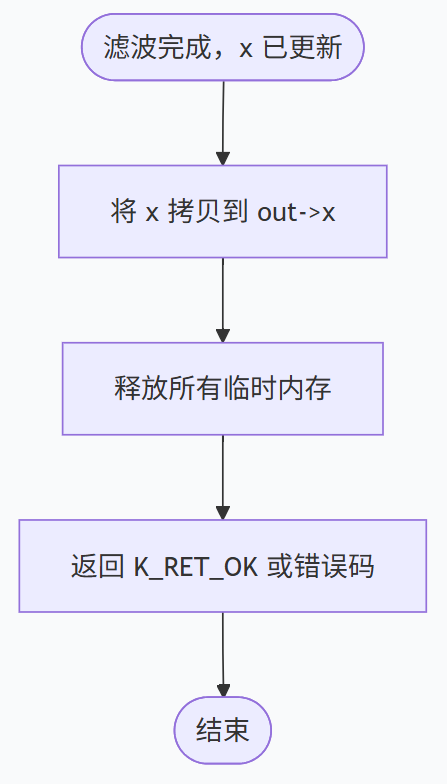 滤波完成，x 已更新
将 x 拷贝到 out->x
释放所有临时内存
返回 K_RET_OK 或错误码
结束